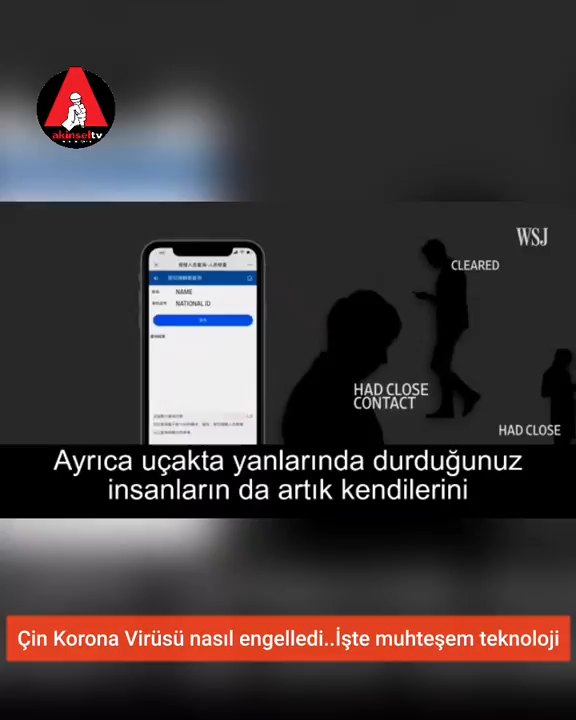 akinseltv
WSJ
CLEARED
NAME
NATIONAL ID
HAD CLOSE
CONTACT
HAD CLOSE
Ayrıca uçakta yanlarında durduğunuz
insanların da artık kendilerini
Çin Korona Virüsü nasıl engelledi..İşte muhteşem teknoloji